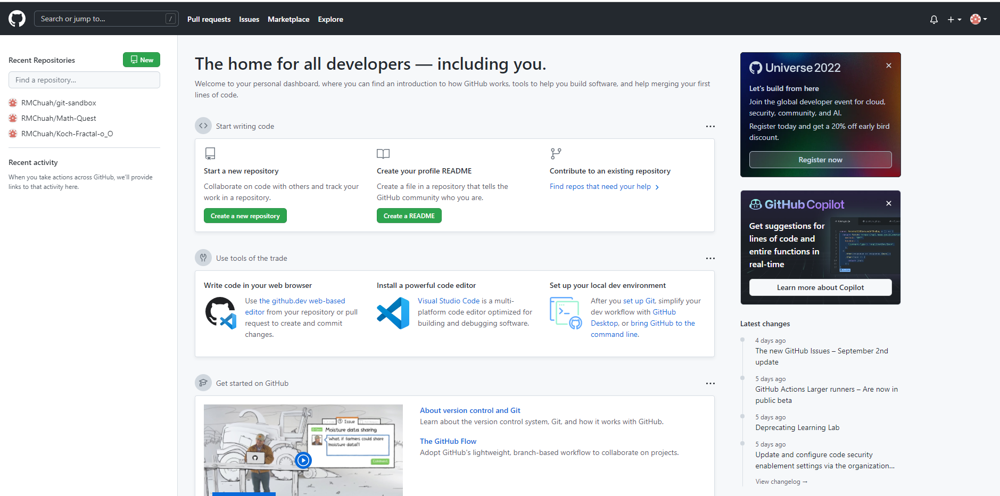 Search or jump to...
/
Pull requests
Issues
Marketplace
Explore
Recent Repositories
New
Find a repository...
RMChuah/git-sandbox
RMChuah/Math-Quest
RMChuah/Koch-Fractal-o_O
Recent activity
When you take actions across GitHub, we'll provide
links to that activity here.
The home for all developers — including you.
Welcome to your personal dashboard, where you can find an introduction to how GitHub works, tools to help you build software, and help merging your first
lines of code.
Start writing code
Start a new repository
Collaborate on code with others and track your
work in a repository.
Create a new repository
Create your profile README
Create a file in a repository that tells the
GitHub community who you are.
Create a README
Contribute to an existing repository
Find repos that need your help
Use tools of the trade
Write code in your web browser
Use the github.dev web-based
editor from your repository or pull
request to create and commit
changes.
Install a powerful code editor
Visual Studio Code is a multi-
platform code editor optimized for
building and debugging software.
Set up your local dev environment
After you set up Git, simplify your
dev workflow with GitHub
Desktop, or bring GitHub to the
command line.
Get started on GitHub
Issue
Open
Moisture data sharing
What if farmers could share
moisture data?!
Comment
About version control and Git
Learn about the version control system, Git, and how it works with GitHub.
The GitHub Flow
Adopt GitHub's lightweight, branch-based workflow to collaborate on projects.
Universe 2022
Let's build from here
Join the global developer event for cloud,
security, community, and AI.
Register today and get a 20% off early bird
discount.
Register now
GitHub Copilot
Get suggestions for
lines of code and
entire functions in
real-time
Learn more about Copilot
Latest changes
4 days ago
The new GitHub Issues – September 2nd
update
5 days ago
GitHub Actions Larger runners – Are now in
public beta
5 days ago
Deprecating Learning Lab
5 days ago
Update and configure code security
enablement settings via the organization...
View changelog →